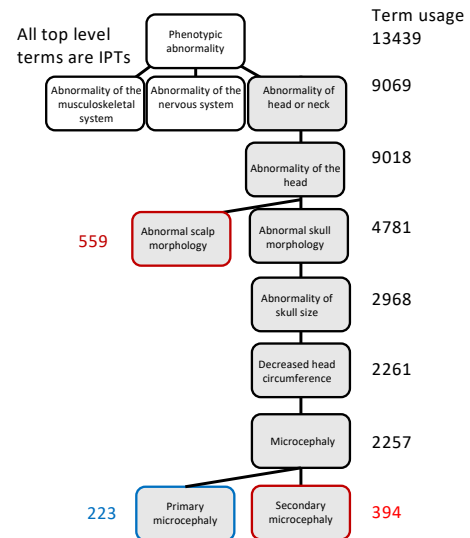 Term usage
13439
All top level
terms are IPTs
Phenotypic
abnormality
Abnormality of the
musculoskeletal
system
Abnormality of the
nervous system
Abnormality of
head or neck
9069
Abnormality of the
head
9018
559
Abnormal scalp
morphology
Abnormal skull
morphology
4781
Abnormality of
skull size
2968
Decreased head
circumference
2261
Microcephaly
2257
223
Primary
microcephaly
Secondary
microcephaly
394